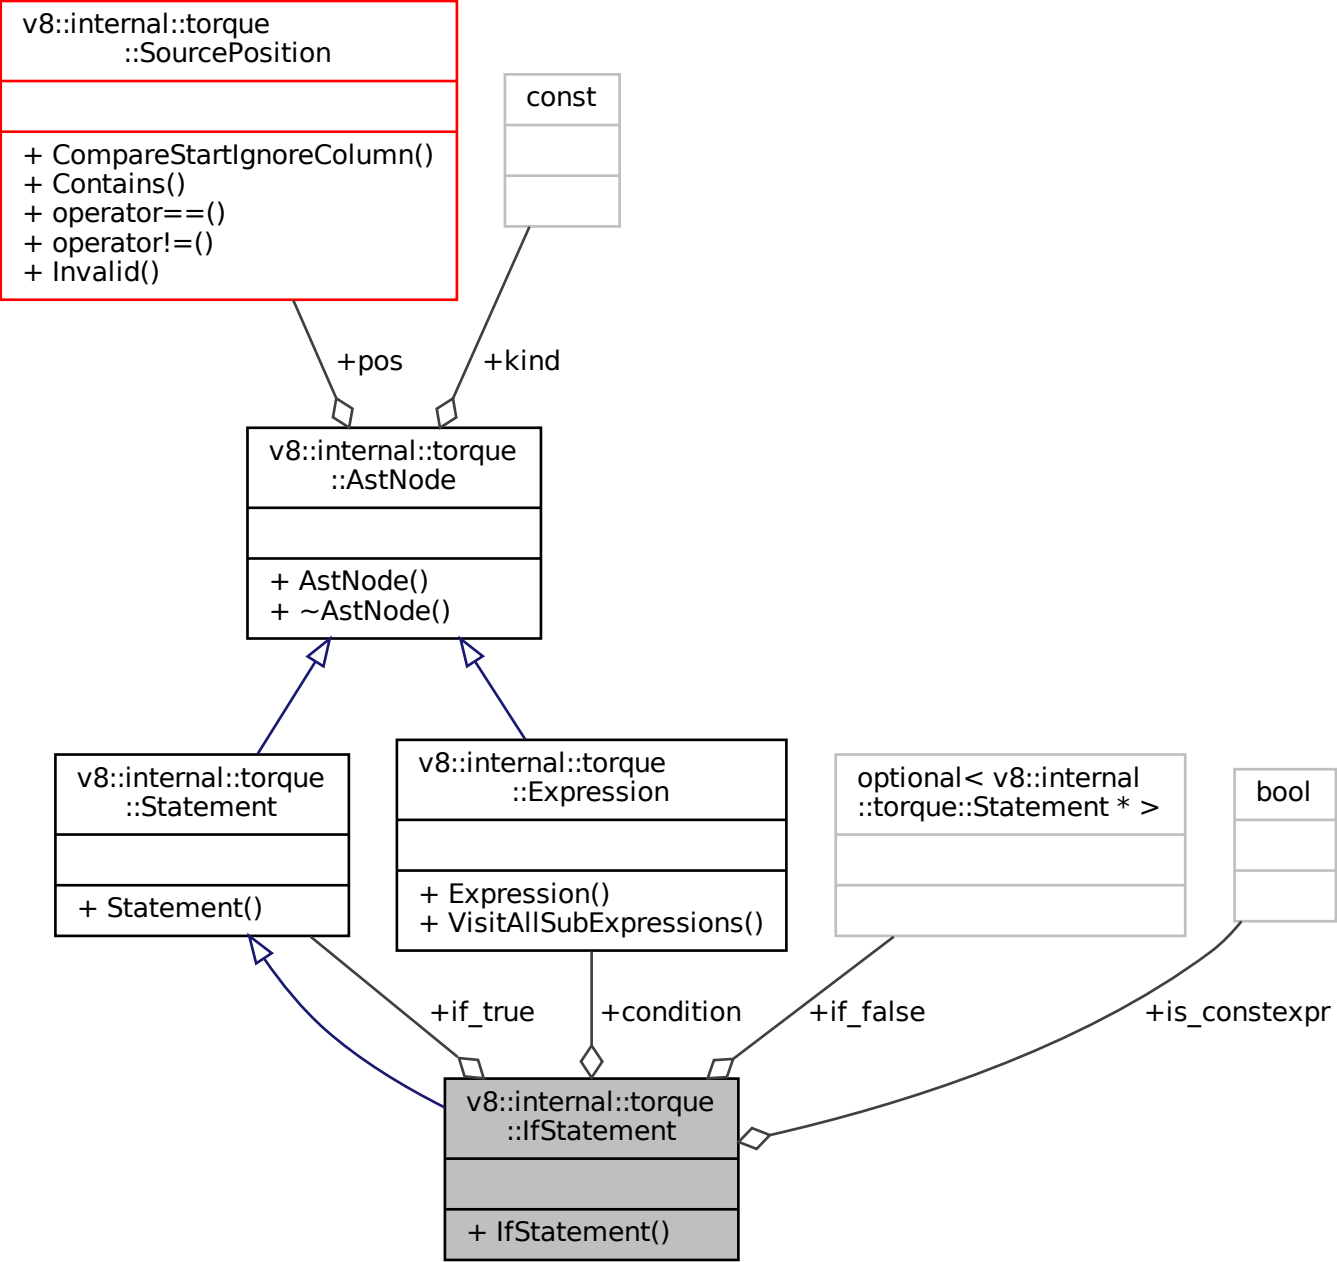 v8::internal::torque
::SourcePosition
+ CompareStartIgnoreColumn()
+ Contains()
+ operator==()
+ operator!=()
+ Invalid()
const
+pos
+kind
v8::internal::torque
::AstNode
+ AstNode()
+ ~AstNode()
v8::internal::torque
::Statement
+ Statement()
v8::internal::torque
::Expression
+ Expression()
+ VisitAllSubExpressions()
optional< v8::internal
::torque::Statement * >
bool
+if_true
+condition
+if_false
+is_constexpr
v8::internal::torque
::IfStatement
+ IfStatement()